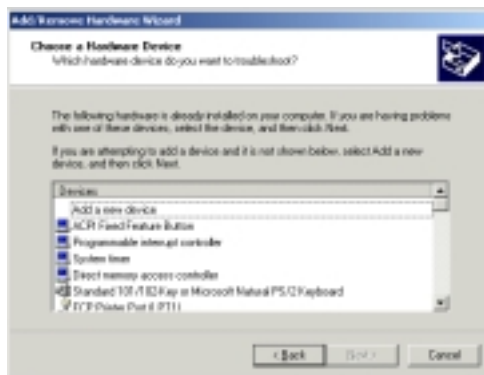 Add/Remove Hardware Wizard
Choose a Hardware Device
Which hardware device do you want to troubleshoot?
The following hardware is already installed on your computer. If you are having problems
with one of these devices, select the device, and then click Next.
If you are attempting to add a device and it is not shown below, select Add a new
device, and then click Next.
Devices
Add a new device
ACPI Fixed Feature Button
Programmable interrupt controller
System timer
Direct memory access controller
Standard 101/102-Key or Microsoft Natural PS/2 Keyboard
ECP Printer Port (LPT1)
< Back
Next >
Cancel